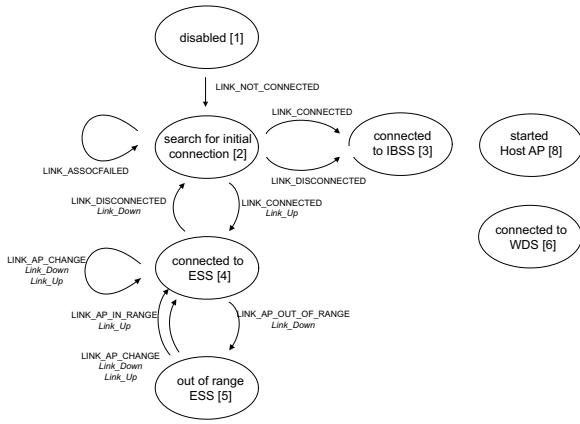 disabled [1]
LINK_NOT_CONNECTED
LINK_CONNECTED
search for initial
connection [2]
connected
to IBSS [3]
started
Host AP [8]
LINK_ASSOCFAILED
LINK_DISCONNECTED
LINK_DISCONNECTED
Link_Down
LINK_CONNECTED
Link_Up
connected to
WDS [6]
LINK_AP_CHANGE
Link_Down
Link_Up
connected to
ESS [4]
LINK_AP_IN_RANGE
Link_Up
LINK_AP_OUT_OF_RANGE
Link_Down
LINK_AP_CHANGE
Link_Down
Link_Up
out of range
ESS [5]